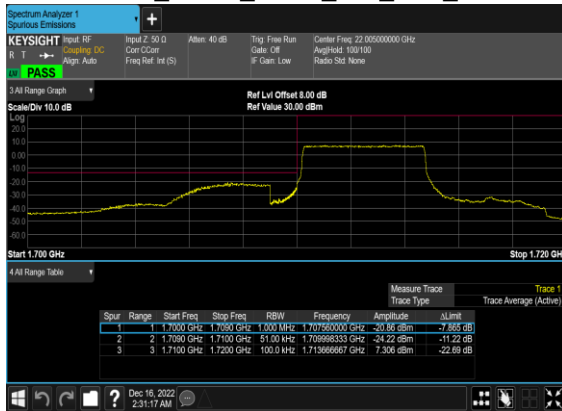 Spectrum Analyzer 1
Spurious Emissions
+
KEYSIGHT Input: RF Input Z: 50 Ω Atten: 40 dB Trig: Free Run Center Freq: 22.005000000 GHz
R T Coupling: DC Corr CCorr Gate: Off Avg|Hold: 100/100
Align: Auto Freq Ref: Int (S) IF Gain: Low Radio Std: None
PASS
3 All Range Graph
Ref Lvl Offset 8.00 dB
Scale/Div 10.0 dB Ref Value 30.00 dBm
Log
20.0
10.0
0.00
-10.0
-20.0
-30.0
-40.0
-50.0
-60.0
Start 1.700 GHz Stop 1.720 GH
4 All Range Table
Measure Trace Trace 1
Trace Type Trace Average (Active)
Spur Range Start Freq Stop Freq RBW Frequency Amplitude ΔLimit
1 1 1.7000 GHz 1.7090 GHz 1.000 MHz 1.707560000 GHz -20.86 dBm -7.865 dB
2 2 1.7090 GHz 1.7100 GHz 51.00 kHz 1.709998333 GHz -24.22 dBm -11.22 dB
3 3 1.7100 GHz 1.7200 GHz 100.0 kHz 1.713666667 GHz 7.306 dBm -22.69 dB
? Dec 16, 2022
2:31:17 AM